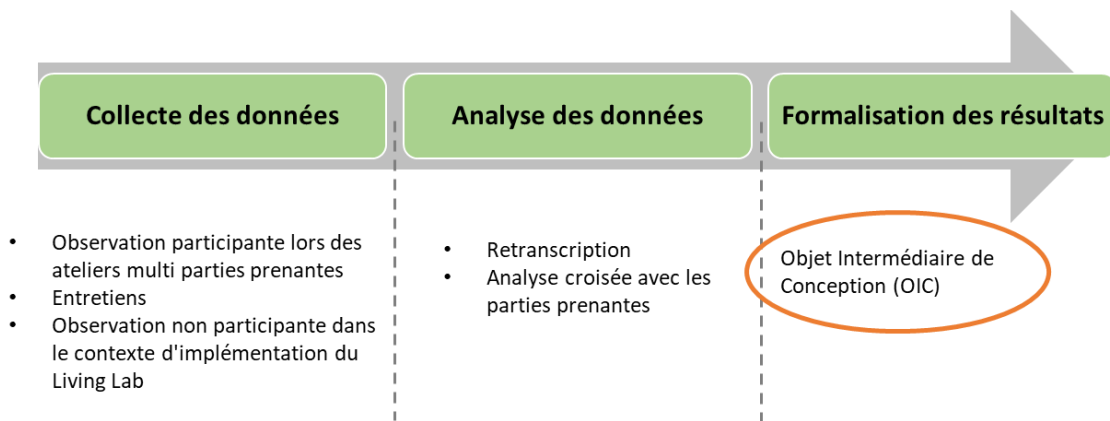 Collecte des données
Analyse des données
Formalisation des résultats
• Observation participante lors des
ateliers multi parties prenantes
• Entretiens
• Observation non participante dans
le contexte d'implémentation du
Living Lab
• Retranscription
• Analyse croisée avec les
parties prenantes
Objet Intermédiaire de
Conception (OIC)